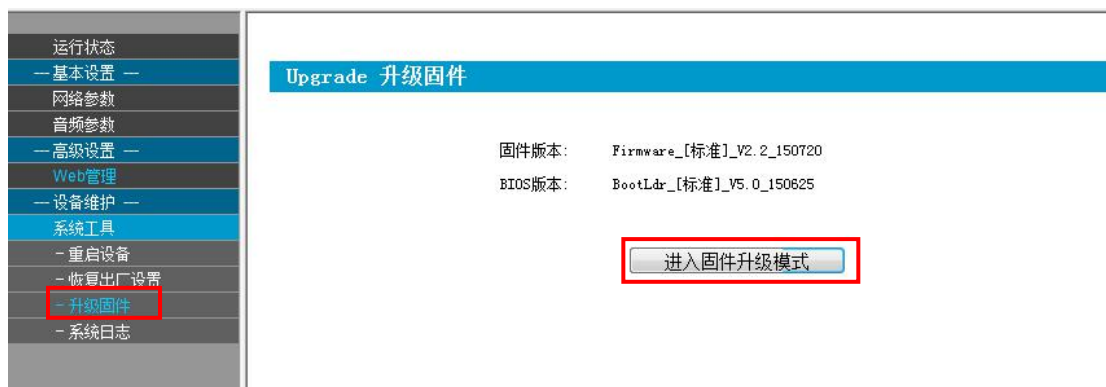 运行状态
— 基本设置 —
网络参数
音频参数
— 高级设置 —
Web管理
— 设备维护 —
系统工具
- 重启设备
- 恢复出厂设置
- 升级固件
- 系统日志
Upgrade 升级固件
固件版本: Firmware_[标准]_V2.2_150720
BIOS版本: BootLdr_[标准]_V5.0_150625
进入固件升级模式